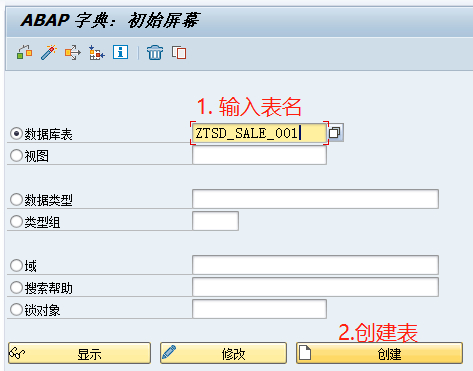 ABAP 字典：初始屏幕
1. 输入表名
数据库表 ZTSD_SALE_001
视图
数据类型
类型组
域
搜索帮助
锁对象
2.创建表
显示 修改 创建